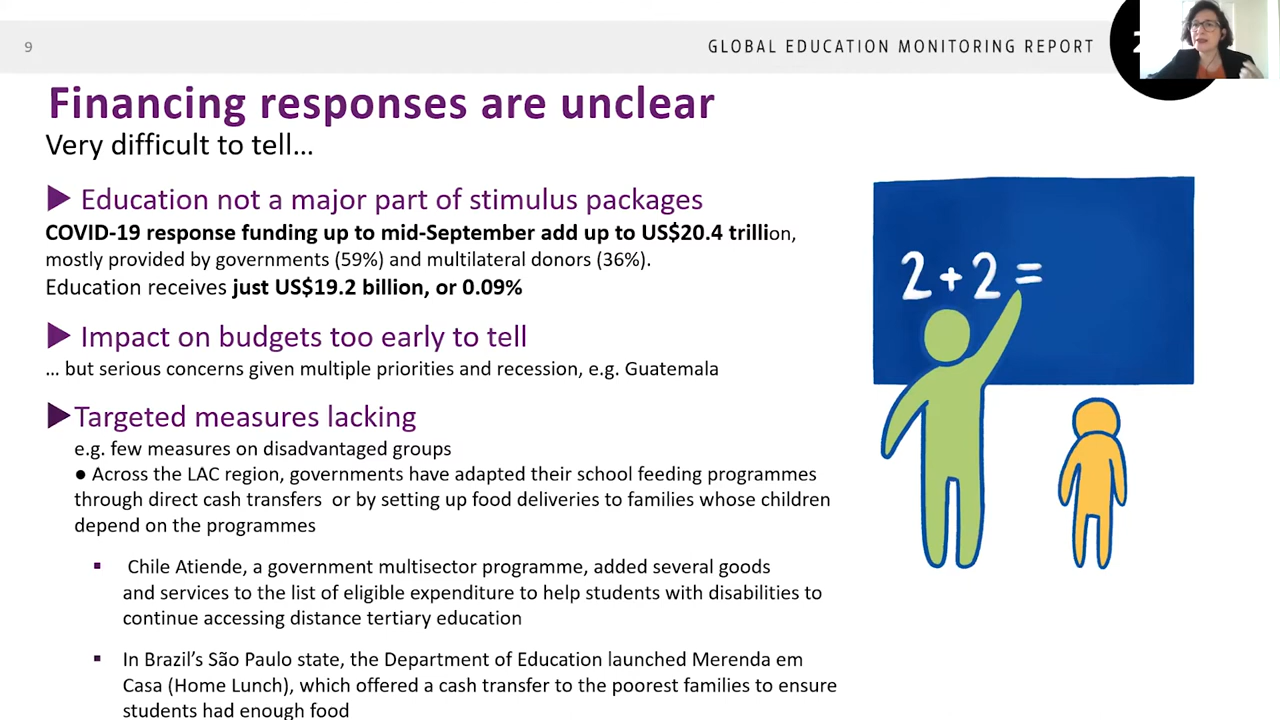 9
GLOBAL EDUCATION MONITORING REPORT
2
Financing responses are unclear
Very difficult to tell…
▶ Education not a major part of stimulus packages
COVID-19 response funding up to mid-September add up to US$20.4 trillion,
mostly provided by governments (59%) and multilateral donors (36%).
Education receives just US$19.2 billion, or 0.09%
▶ Impact on budgets too early to tell
… but serious concerns given multiple priorities and recession, e.g. Guatemala
▶Targeted measures lacking
e.g. few measures on disadvantaged groups
● Across the LAC region, governments have adapted their school feeding programmes
through direct cash transfers or by setting up food deliveries to families whose children
depend on the programmes
▪ Chile Atiende, a government multisector programme, added several goods
and services to the list of eligible expenditure to help students with disabilities to
continue accessing distance tertiary education
▪ In Brazil’s São Paulo state, the Department of Education launched Merenda em
Casa (Home Lunch), which offered a cash transfer to the poorest families to ensure
students had enough food
2+2=